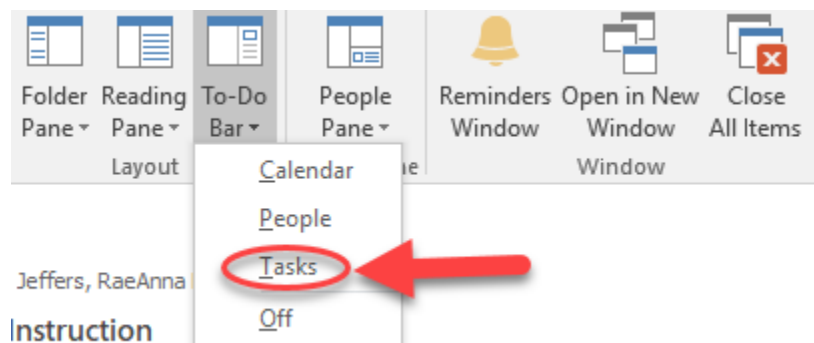 Folder Reading To-Do People Reminders Open in New Close
Pane Pane Bar Pane Window Window All Items
Layout Window
Calendar
People
Tasks
Jeffers, RaeAnna
Off
Instruction